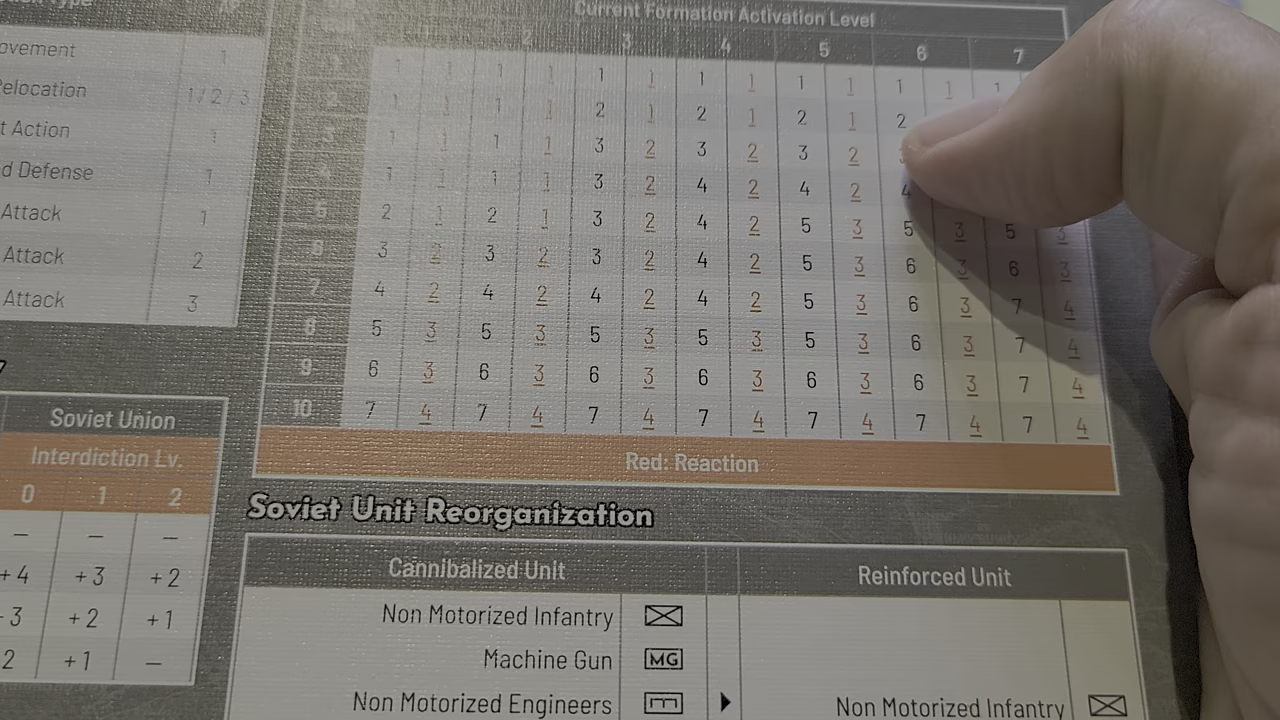 Current Formation Activation Level
2 3 4 5 6 7
ovement 1
1 1 1 1 1 1 1 1 1 1 1 1 1
elocation 1 / 2 / 3
2 1 1 1 1 2 1 2 1 2 1 2
t Action 1
3 1 1 1 1 3 2 3 2 3 2
d Defense 1
4 1 1 1 1 3 2 4 2 4 2 4
Attack 1
5 2 1 2 1 3 2 4 2 5 3 5 3 5 3
Attack 2
6 3 2 3 2 3 2 4 2 5 3 6 3 6 3
Attack 3
7 4 2 4 2 4 2 4 2 5 3 6 3 7 4
8 5 3 5 3 5 3 5 3 5 3 6 3 7 4
9 6 3 6 3 6 3 6 3 6 3 6 3 7 4
10 7 4 7 4 7 4 7 4 7 4 7 4 7 4
Red: Reaction
Soviet Union
Interdiction Lv.
0 1 2
— — —
+4 +3 +2
3 +2 +1
2 +1 —
Soviet Unit Reorganization
Cannibalized Unit Reinforced Unit
Non Motorized Infantry
Machine Gun MG
Non Motorized Engineers Non Motorized Infantry